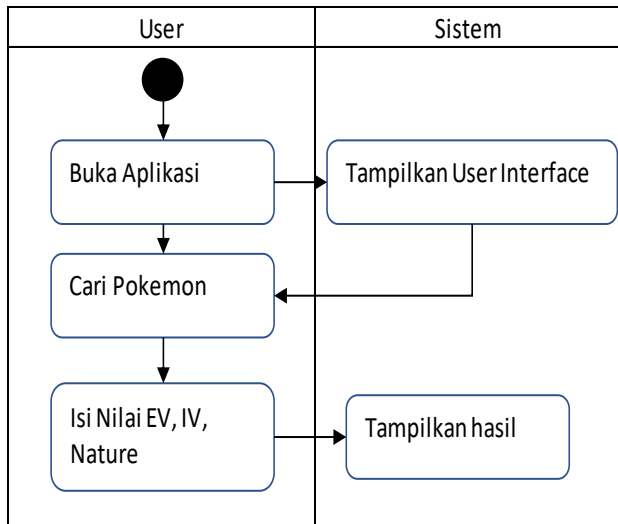 User
Sistem
Buka Aplikasi
Tampilkan User Interface
Cari Pokemon
Isi Nilai EV, IV,
Nature
Tampilkan hasil